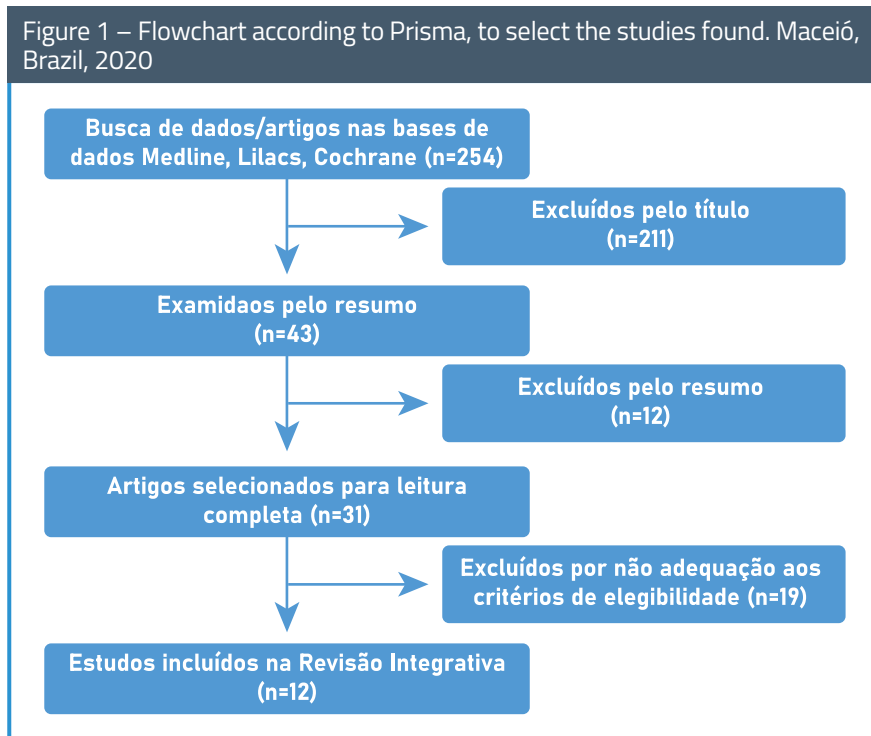 Figure 1 – Flowchart according to Prisma, to select the studies found. Maceió,
Brazil, 2020
Busca de dados/artigos nas bases de
dados Medline, Lilacs, Cochrane (n=254)
Excluídos pelo título
(n=211)
Examidaos pelo resumo
(n=43)
Excluídos pelo resumo
(n=12)
Artigos selecionados para leitura
completa (n=31)
Excluídos por não adequação aos
critérios de elegibilidade (n=19)
Estudos incluídos na Revisão Integrativa
(n=12)